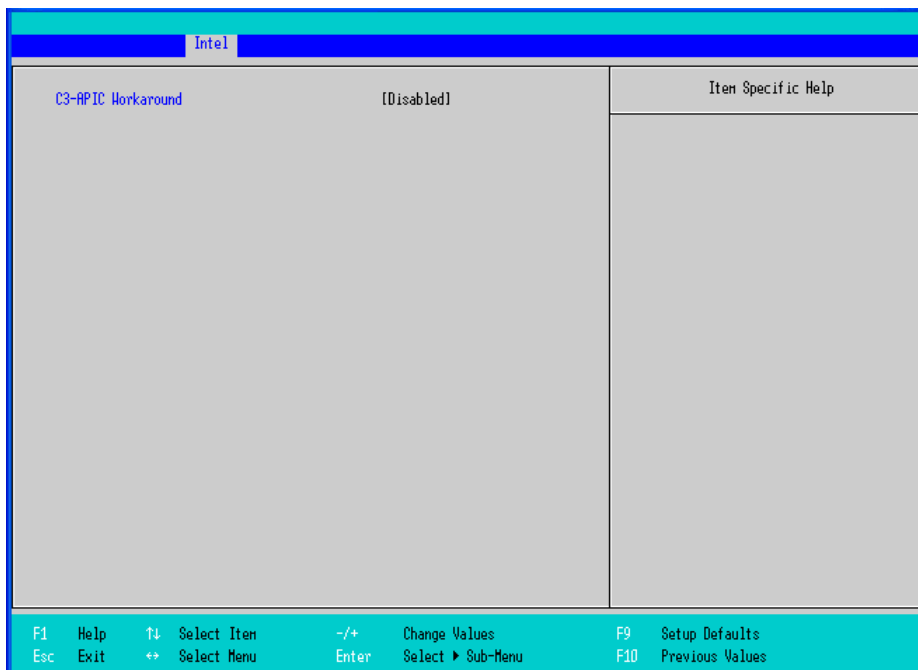 Intel
C3-APIC Workaround [Disabled]
Item Specific Help
F1 Help ↑↓ Select Item -/+ Change Values F9 Setup Defaults
Esc Exit ↔ Select Menu Enter Select ▶ Sub-Menu F10 Previous Values